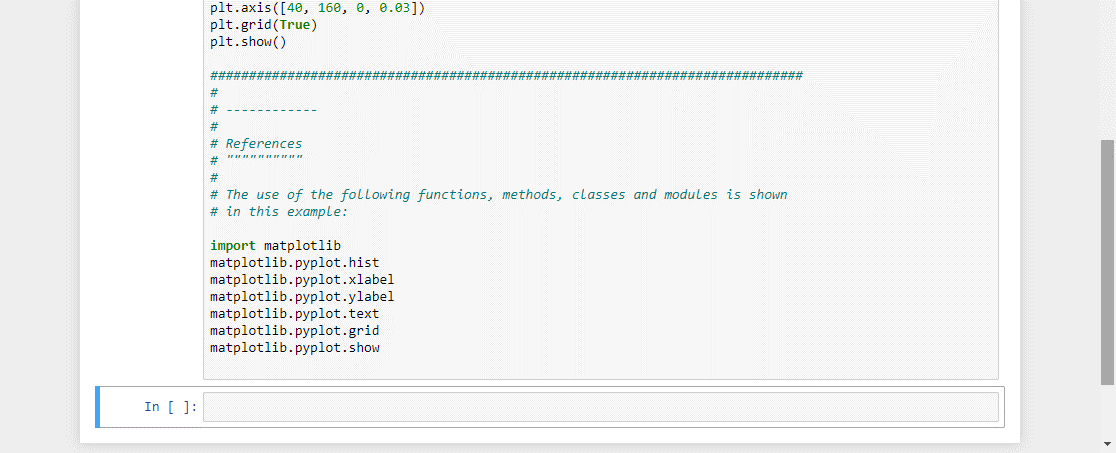 plt.axis([40, 160, 0, 0.03])
plt.grid(True)
plt.show()
#############################################################################
#
# ------------
#
# References
# """"""""""
#
# The use of the following functions, methods, classes and modules is shown
# in this example:
import matplotlib
matplotlib.pyplot.hist
matplotlib.pyplot.xlabel
matplotlib.pyplot.ylabel
matplotlib.pyplot.text
matplotlib.pyplot.grid
matplotlib.pyplot.show
In [ ]: